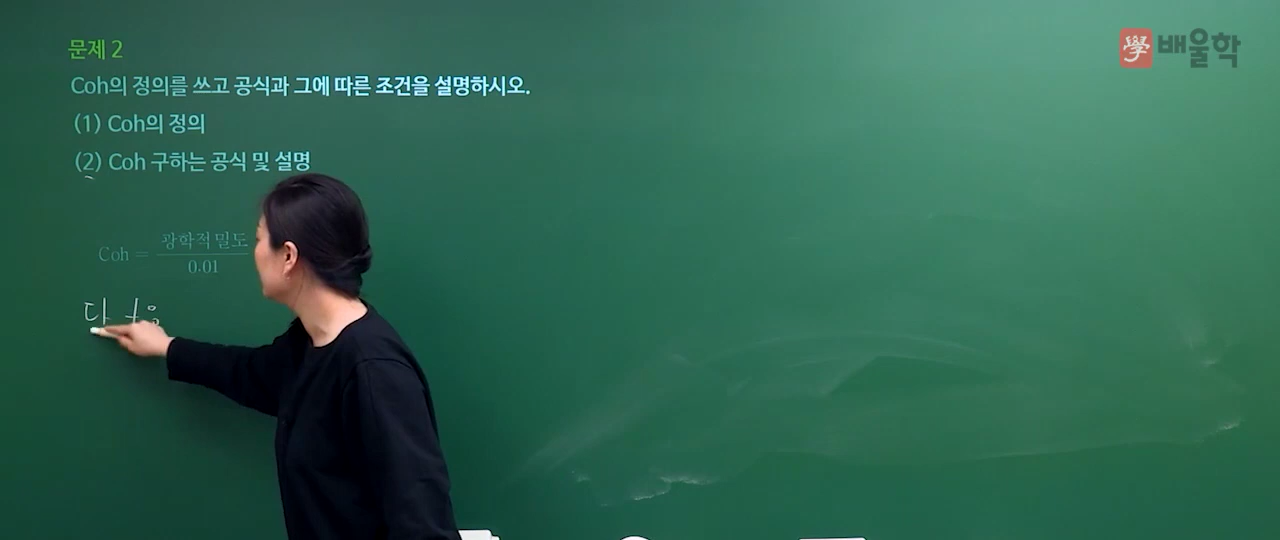 문제 2
學 배울학
Coh의 정의를 쓰고 공식과 그에 따른 조건을 설명하시오.
(1) Coh의 정의
(2) Coh 구하는 공식 및 설명
Coh = 광학적 밀도 / 0.01
단